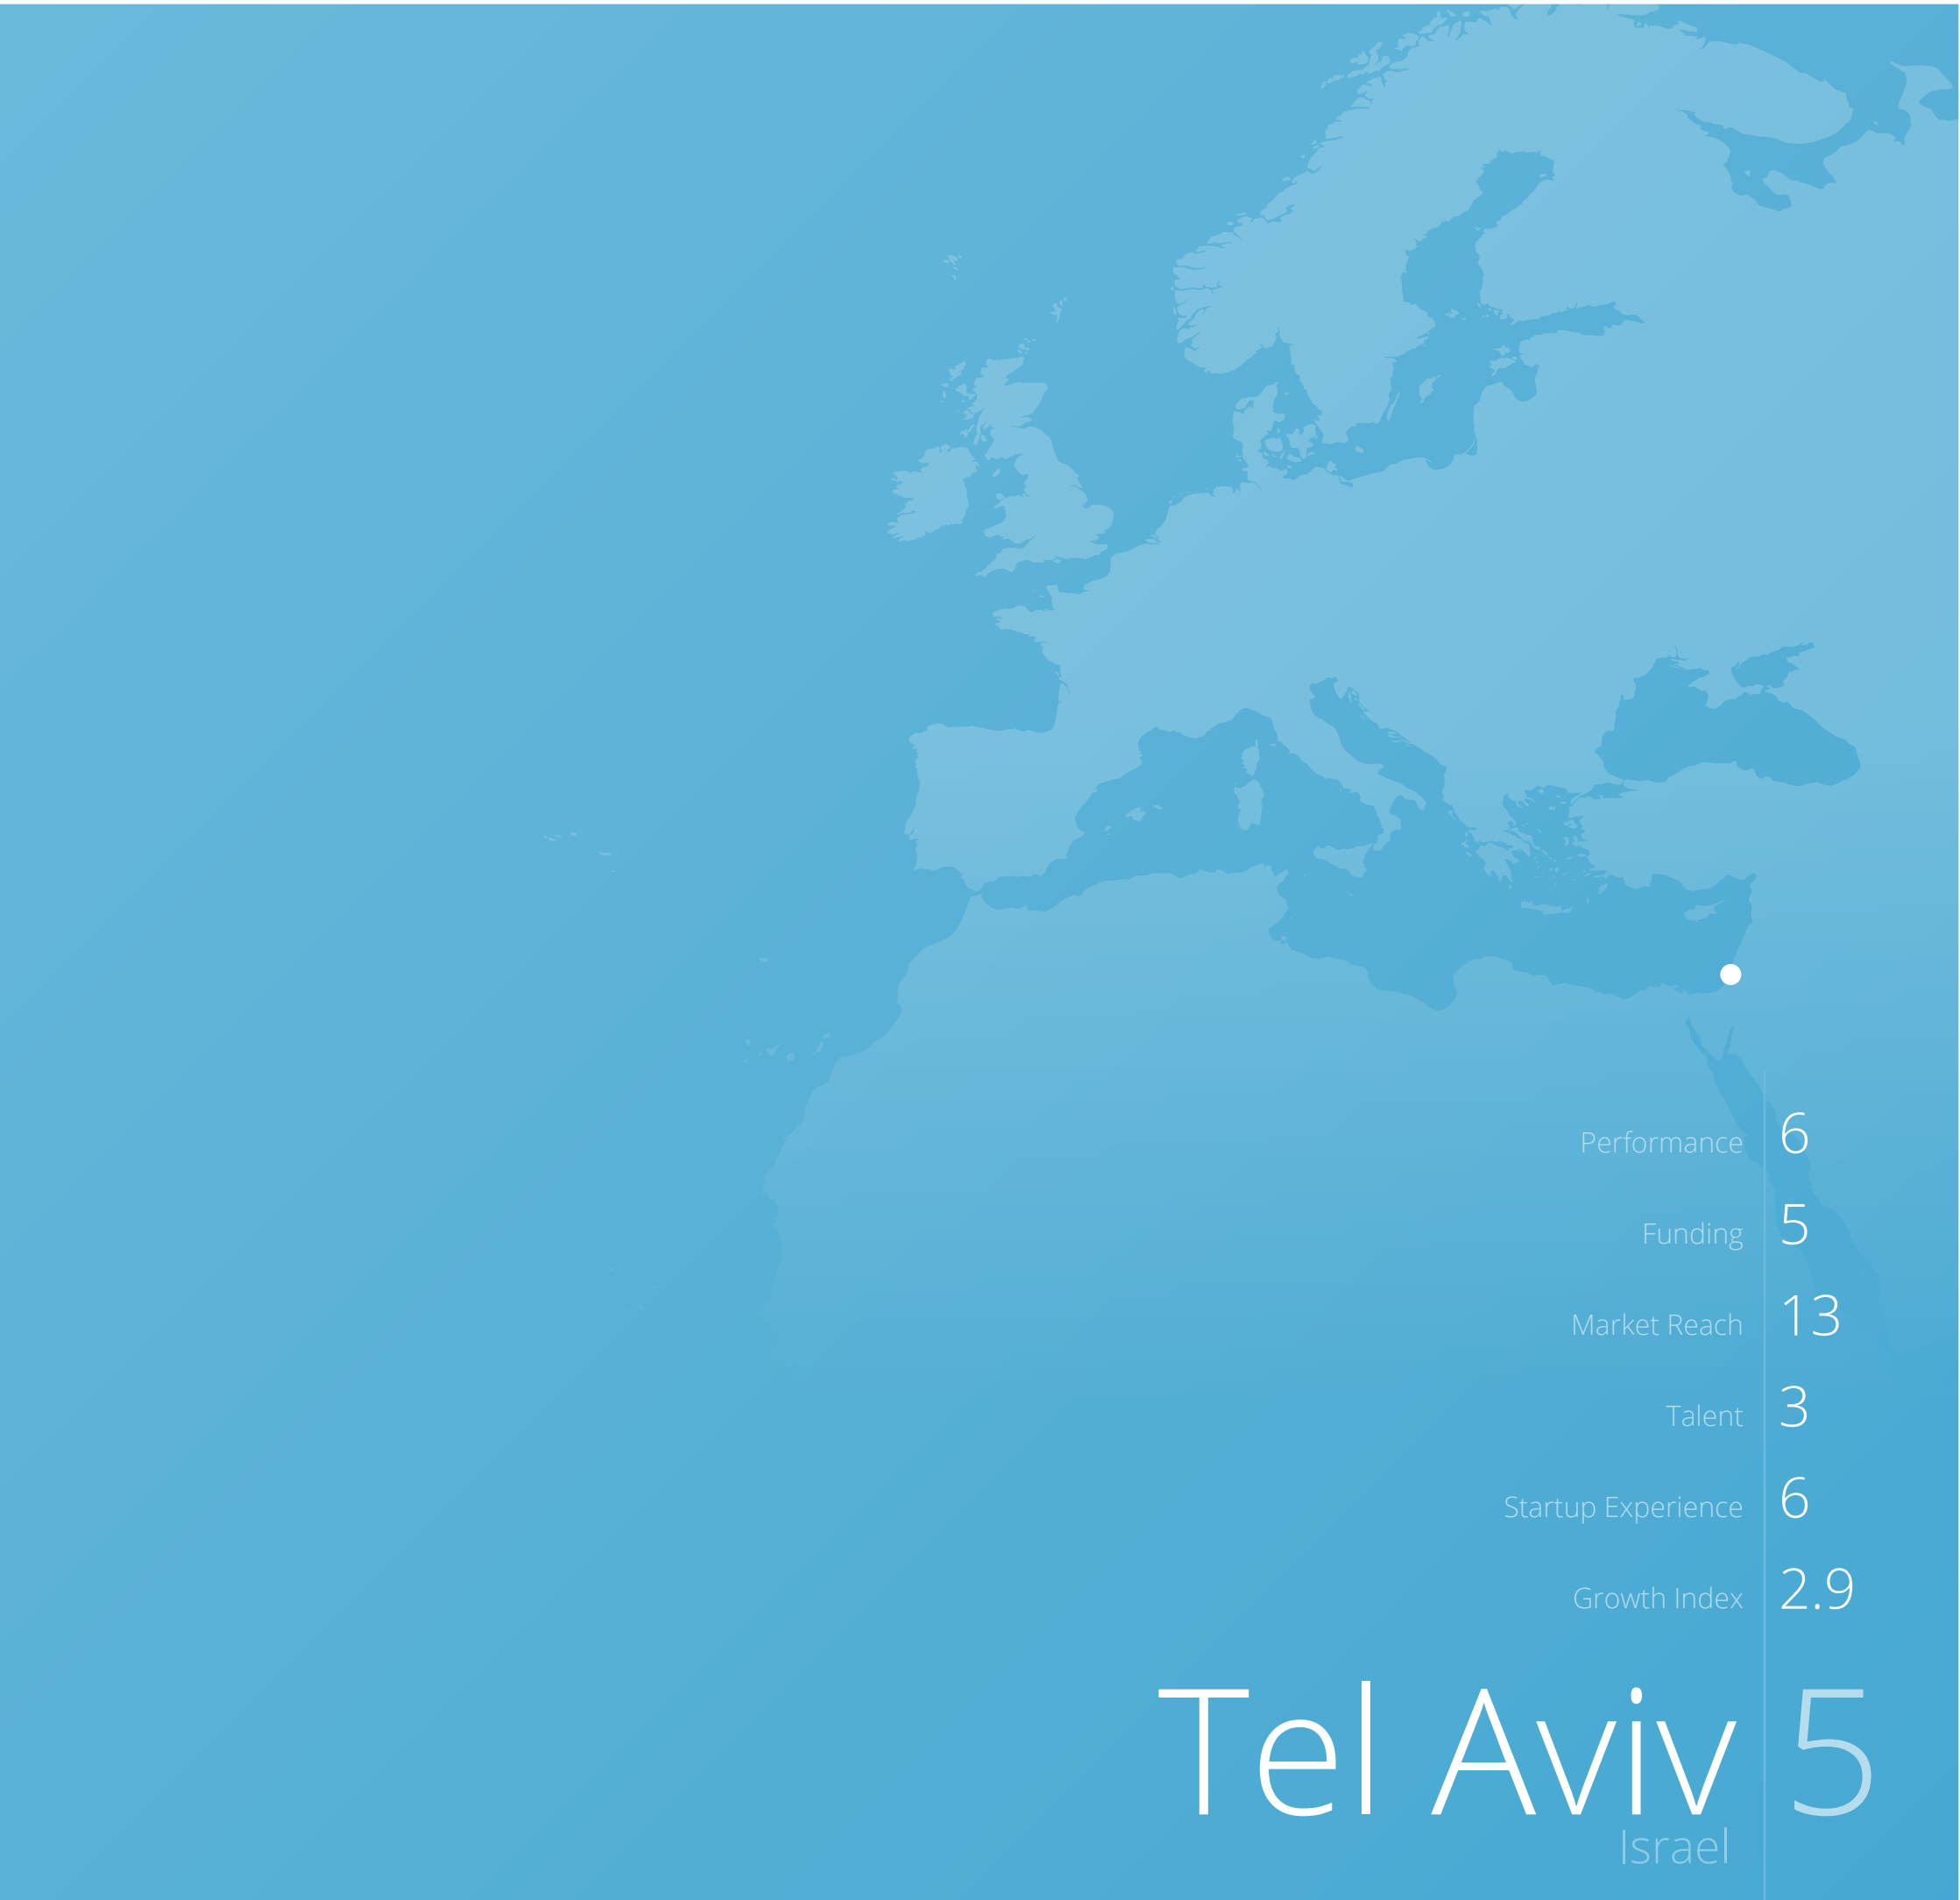 Performance 6
Funding 5
Market Reach 13
Talent 3
Startup Experience 6
Growth Index 2.9
Tel Aviv 5
Israel